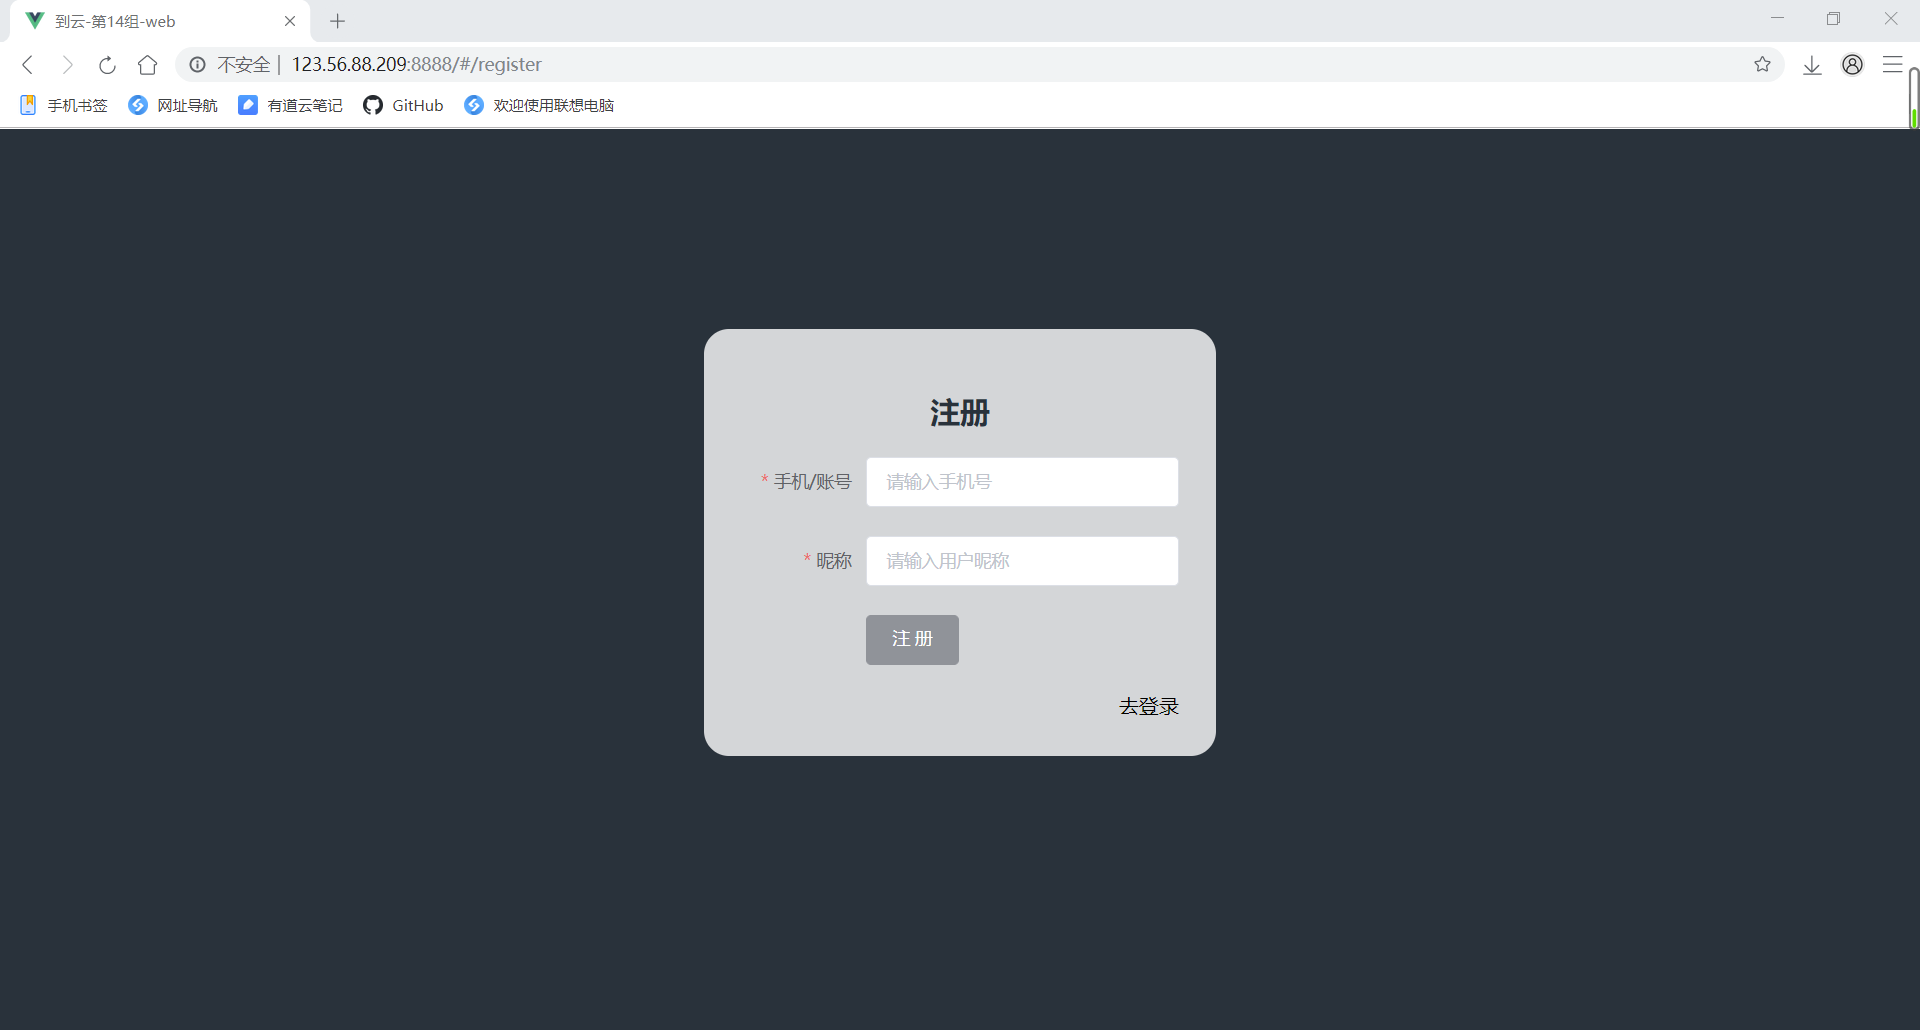 到云-第14组-web
不安全 | 123.56.88.209:8888/#/register
手机书签 网址导航 有道云笔记 GitHub 欢迎使用联想电脑
注册
* 手机/账号 请输入手机号
* 昵称 请输入用户昵称
注册
去登录